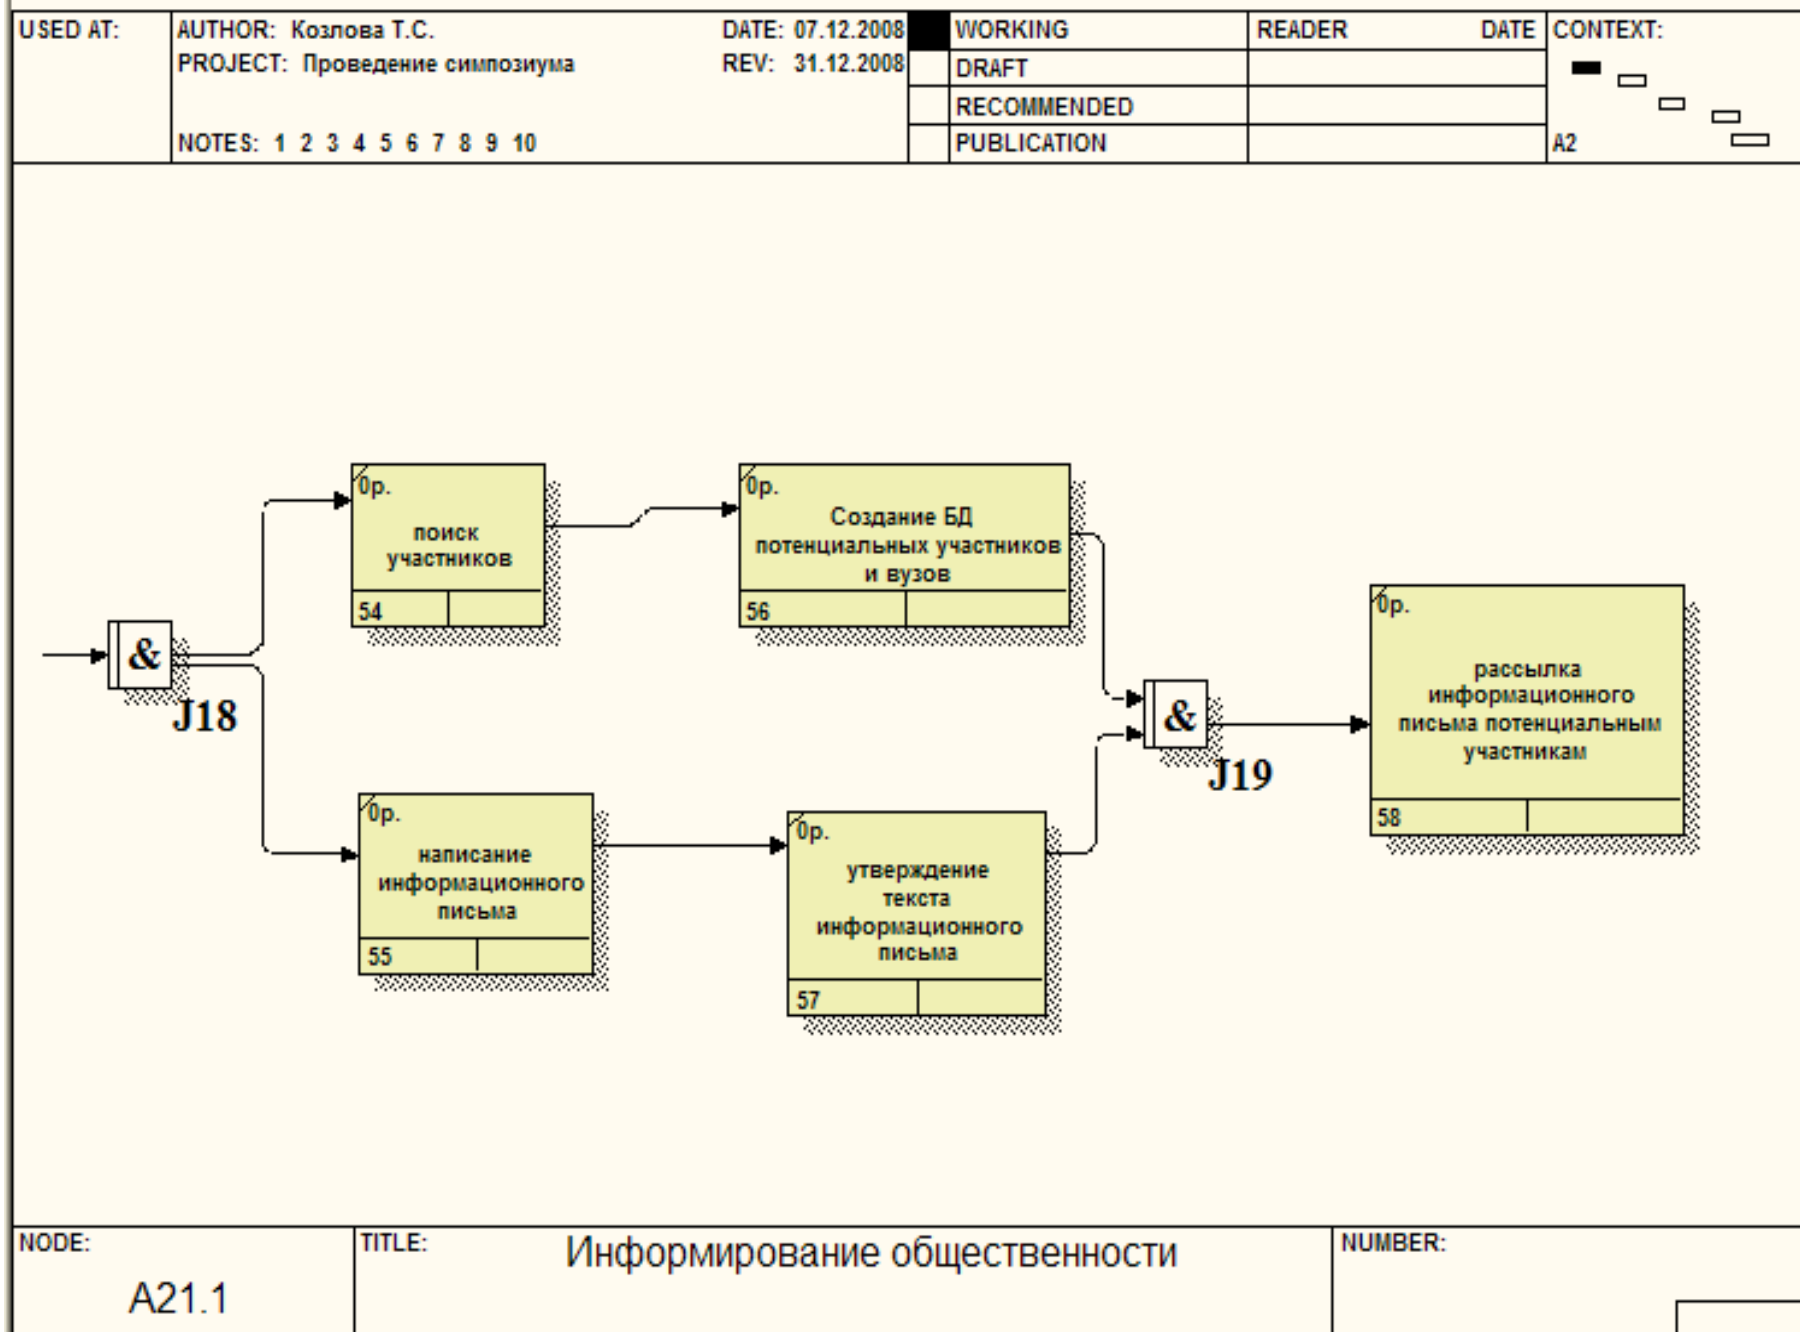 USED AT:
AUTHOR: Козлова Т.С.
DATE: 07.12.2008
PROJECT: Проведение симпозиума
REV: 31.12.2008
NOTES: 1 2 3 4 5 6 7 8 9 10
WORKING
DRAFT
RECOMMENDED
PUBLICATION
READER
DATE
CONTEXT:
A2
0р.
поиск
участников
54
0р.
Создание БД
потенциальных участников
и вузов
56
&
J18
0р.
написание
информационного
письма
55
0р.
утверждение
текста
информационного
письма
57
&
J19
0р.
рассылка
информационного
письма потенциальным
участникам
58
NODE:
A21.1
TITLE:
Информирование общественности
NUMBER: